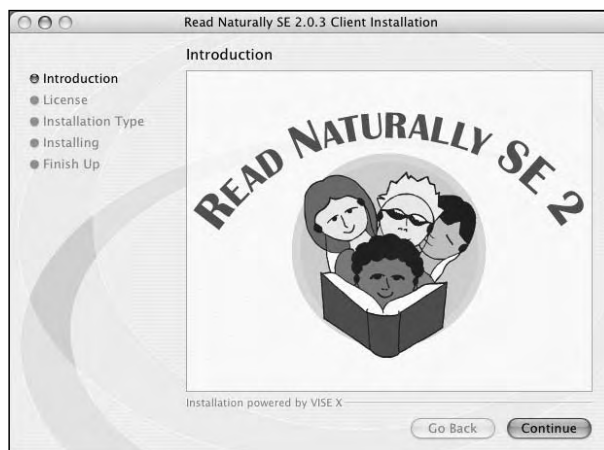 Read Naturally SE 2.0.3 Client Installation
Introduction
Introduction
License
Installation Type
Installing
Finish Up
READ NATURALLY SE 2
Installation powered by VISE X
Go Back
Continue